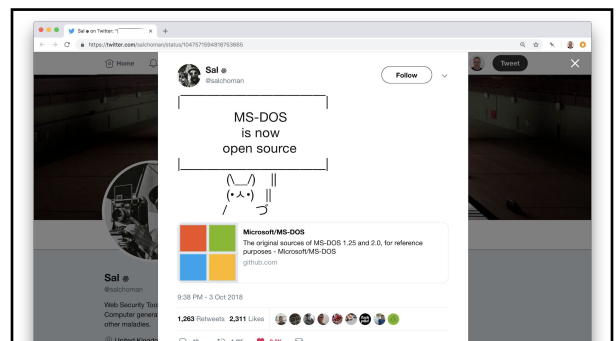 Sal on Twitter: "|
https://twitter.com/salchoman/status/1047571594816753665
Home
Tweet
Sal
@salchoman
Follow
|‾‾‾‾‾‾‾‾‾‾‾‾‾‾‾‾|
MS-DOS
is now
open source
|________________|
(\__/) ||
(•ㅅ•) ||
/ づ
Microsoft/MS-DOS
The original sources of MS-DOS 1.25 and 2.0, for reference
purposes - Microsoft/MS-DOS
github.com
Sal
@salchoman
9:38 PM - 3 Oct 2018
Web Security
Computer
1,263 Retweets 2,311 Likes
other maladies.
United